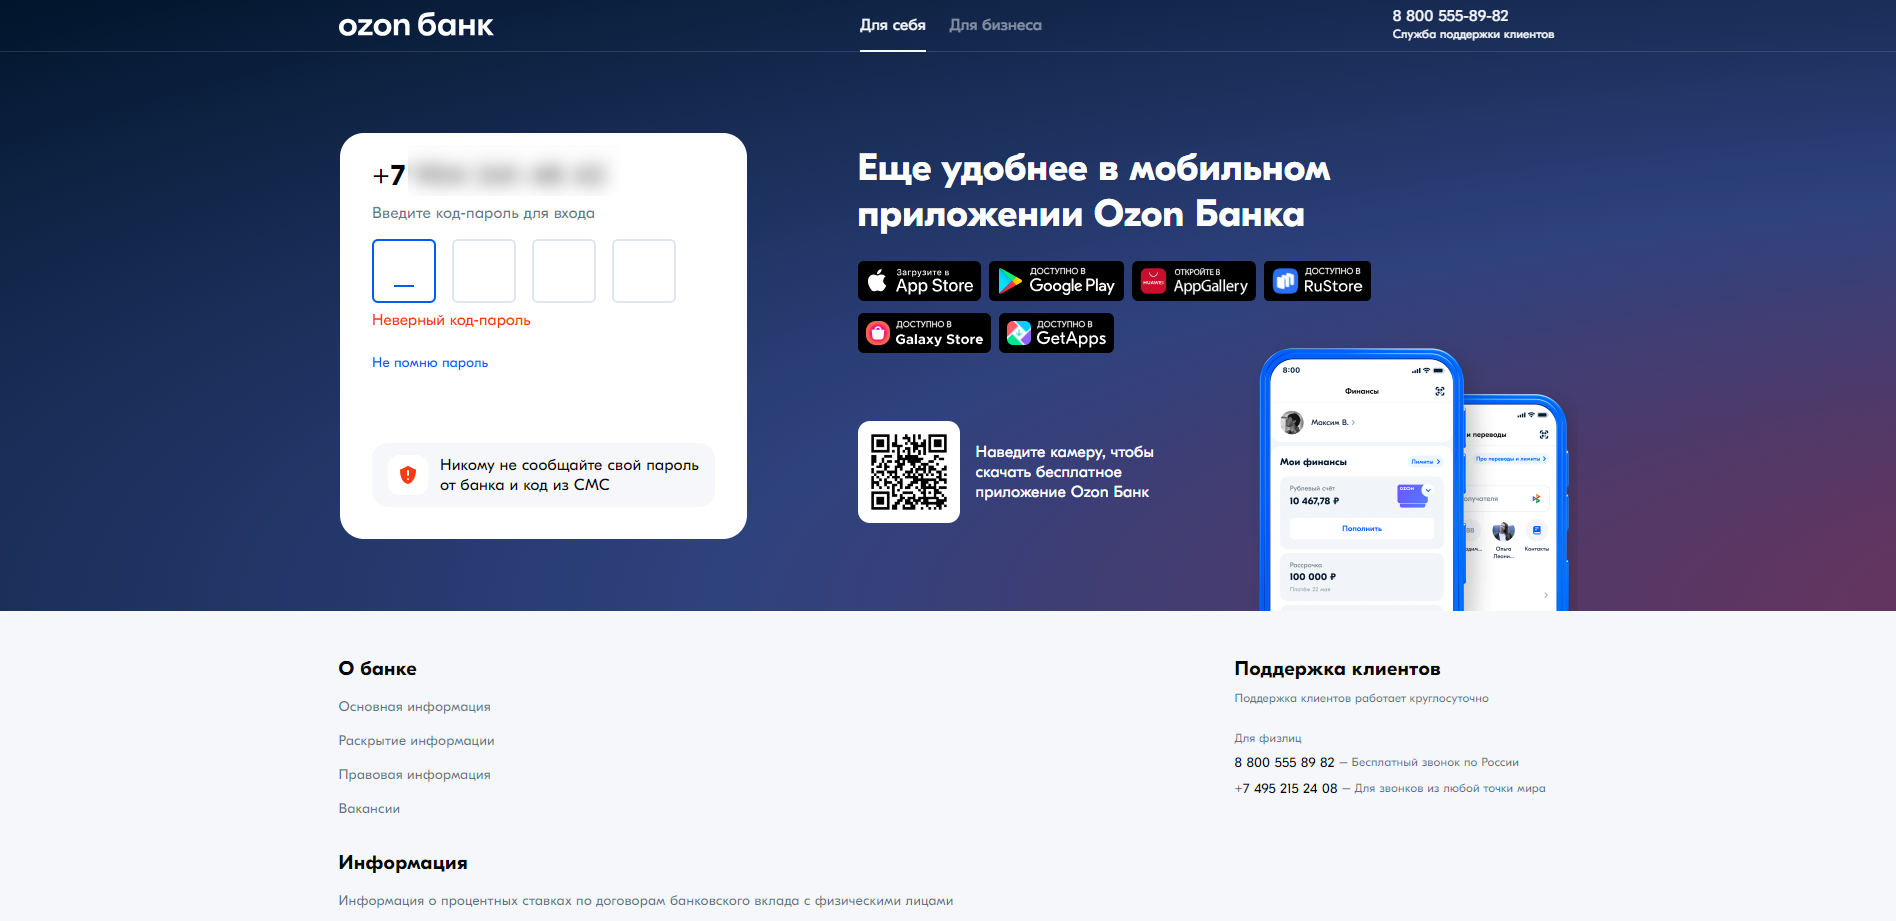 ozon банк
Для себя
Для бизнеса
8 800 555-89-82
Служба поддержки клиентов
+7
Введите код-пароль для входа
Неверный код-пароль
Не помню пароль
Никому не сообщайте свой пароль
от банка и код из СМС
Еще удобнее в мобильном
приложении Ozon Банка
Загрузите в
App Store
ДОСТУПНО В
Google Play
HUAWEI
ОТКРОЙТЕ В
AppGallery
ДОСТУПНО В
RuStore
ДОСТУПНО В
Galaxy Store
ДОСТУПНО В
GetApps
Наведите камеру, чтобы
скачать бесплатное
приложение Ozon Банк
8:00
Финансы
Максим В.
Мои финансы
Лимиты
Рублевый счёт
10 467,78 ₽
OZON
Пополнить
Рассрочка
100 000 ₽
Платёж 22 мая
и переводы
Про переводы и лимиты
олучателя
Ольга
Леони...
Контакты
О банке
Основная информация
Раскрытие информации
Правовая информация
Вакансии
Информация
Информация о процентных ставках по договорам банковского вклада с физическими лицами
Поддержка клиентов
Поддержка клиентов работает круглосуточно
Для физлиц
8 800 555 89 82 – Бесплатный звонок по России
+7 495 215 24 08 – Для звонков из любой точки мира